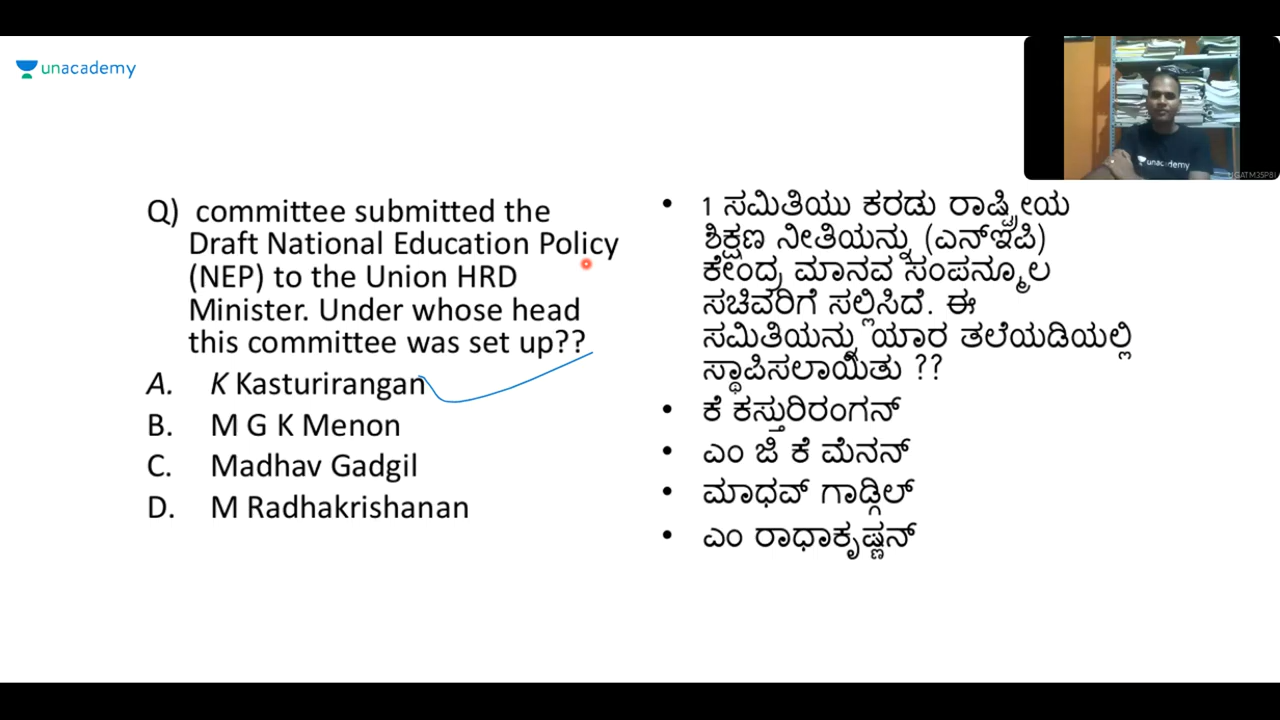 unacademy
unacademy
Q) committee submitted the
Draft National Education Policy
(NEP) to the Union HRD
Minister. Under whose head
this committee was set up??
A. K Kasturirangan
B. M G K Menon
C. Madhav Gadgil
D. M Radhakrishanan
• 1 ಸಮಿತಿಯು ಕರಡು ರಾಷ್ಟ್ರೀಯ
ಶಿಕ್ಷಣ ನೀತಿಯನ್ನು (ಎನ್ಇಪಿ)
ಕೇಂದ್ರ ಮಾನವ ಸಂಪನ್ಮೂಲ
ಸಚಿವರಿಗೆ ಸಲ್ಲಿಸಿದೆ. ಈ
ಸಮಿತಿಯನ್ನು ಯಾರ ತಲೆಯಡಿಯಲ್ಲಿ
ಸ್ಥಾಪಿಸಲಾಯಿತು ??
• ಕೆ ಕಸ್ತುರಿರಂಗನ್
• ಎಂ ಜಿ ಕೆ ಮೆನನ್
• ಮಾಧವ್ ಗಾಡ್ಗಿಲ್
• ಎಂ ರಾಧಾಕೃಷ್ಣನ್